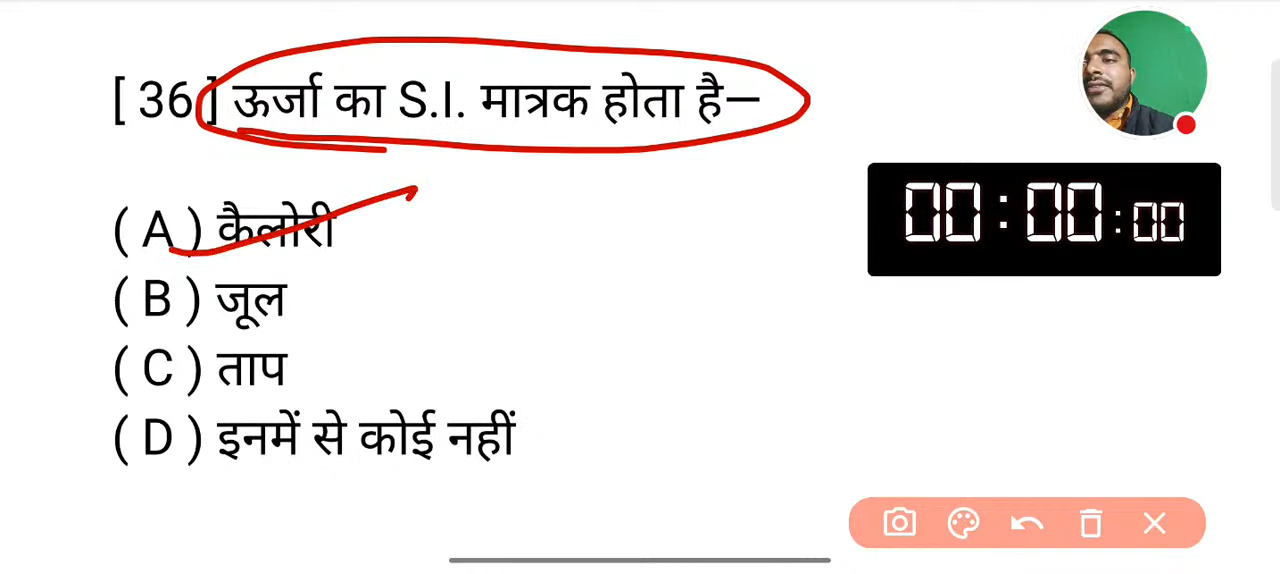 [ 36 ] ऊर्जा का S.I. मात्रक होता है—
( A ) कैलोरी
( B ) जूल
( C ) ताप
( D ) इनमें से कोई नहीं
00:00:00